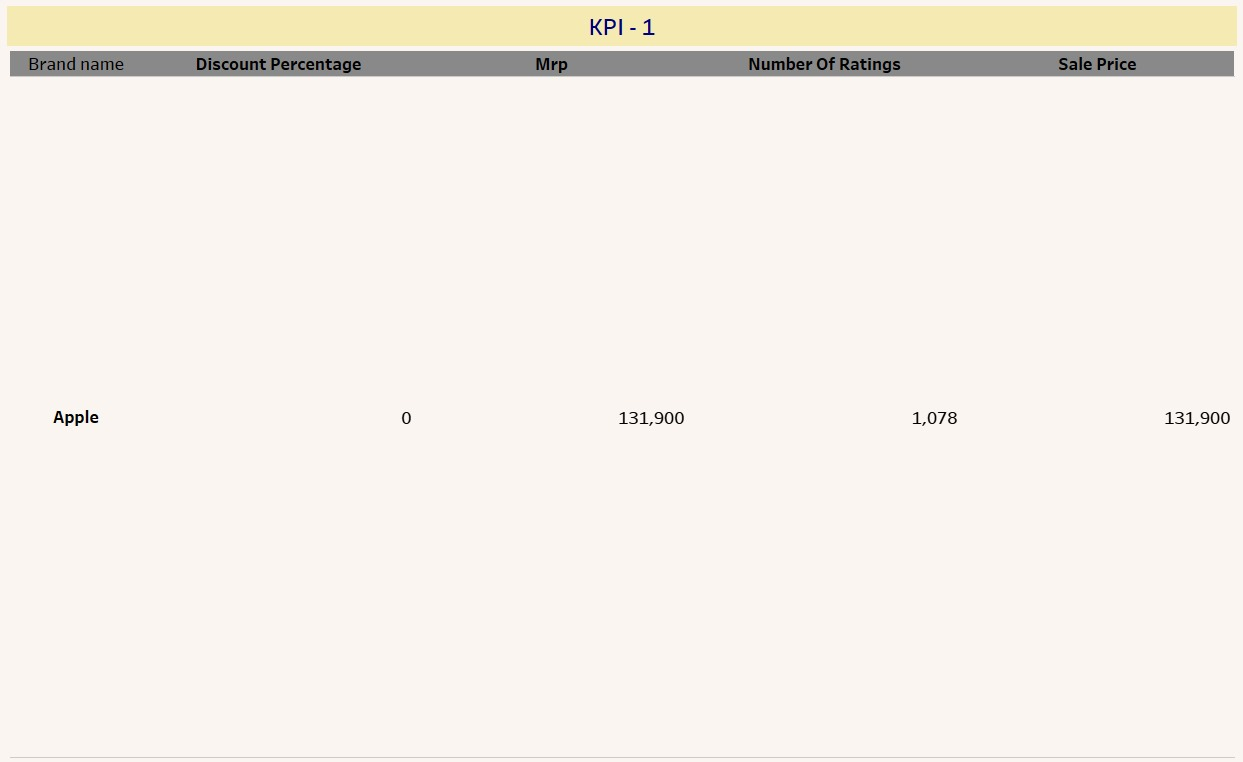 KPI - 1
Brand name Discount Percentage Mrp Number Of Ratings Sale Price
Apple 0 131,900 1,078 131,900